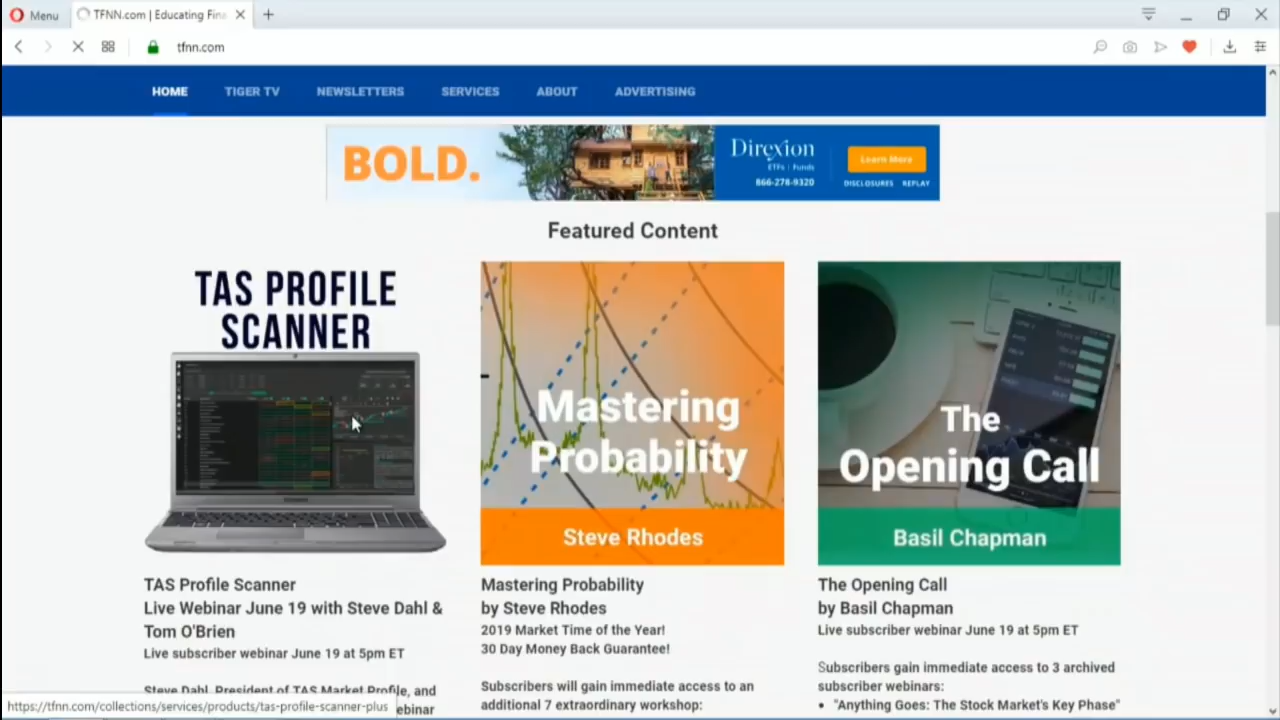 Menu
TFNN.com | Educating Fina
tfnn.com
HOME
TIGER TV
NEWSLETTERS
SERVICES
ABOUT
ADVERTISING
BOLD.
Direxion
ETFs | Funds
866-278-9320
Learn More
DISCLOSURES REPLAY
Featured Content
TAS PROFILE
SCANNER
TAS Profile Scanner
Live Webinar June 19 with Steve Dahl &
Tom O'Brien
Live subscriber webinar June 19 at 5pm ET
Steve Dahl, President of TAS Market Profile, and
ebinar
Mastering
Probability
Steve Rhodes
Mastering Probability
by Steve Rhodes
2019 Market Time of the Year!
30 Day Money Back Guarantee!
Subscribers will gain immediate access to an
additional 7 extraordinary workshop:
The
Opening Call
Basil Chapman
The Opening Call
by Basil Chapman
Live subscriber webinar June 19 at 5pm ET
Subscribers gain immediate access to 3 archived
subscriber webinars:
• "Anything Goes: The Stock Market's Key Phase"
https://tfnn.com/collections/services/products/tas-profile-scanner-plus